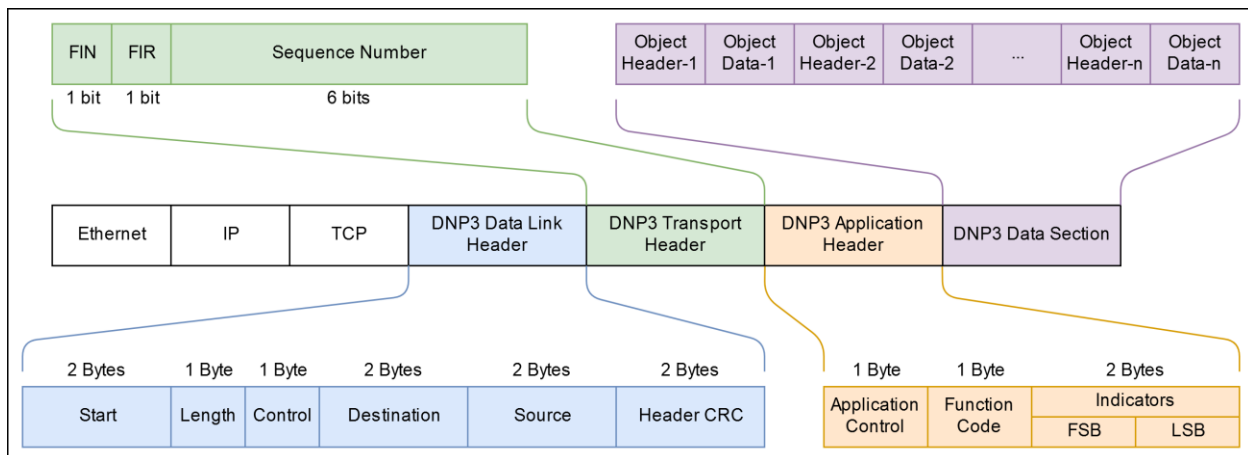 FIN FIR Sequence Number
Object Header-1 Object Data-1 Object Header-2 Object Data-2 ... Object Header-n Object Data-n
1 bit 1 bit 6 bits
Ethernet IP TCP DNP3 Data Link Header DNP3 Transport Header DNP3 Application Header DNP3 Data Section
2 Bytes 1 Byte 1 Byte 2 Bytes 2 Bytes 2 Bytes
Start Length Control Destination Source Header CRC
1 Byte 1 Byte 2 Bytes
Application Control Function Code Indicators
FSB LSB